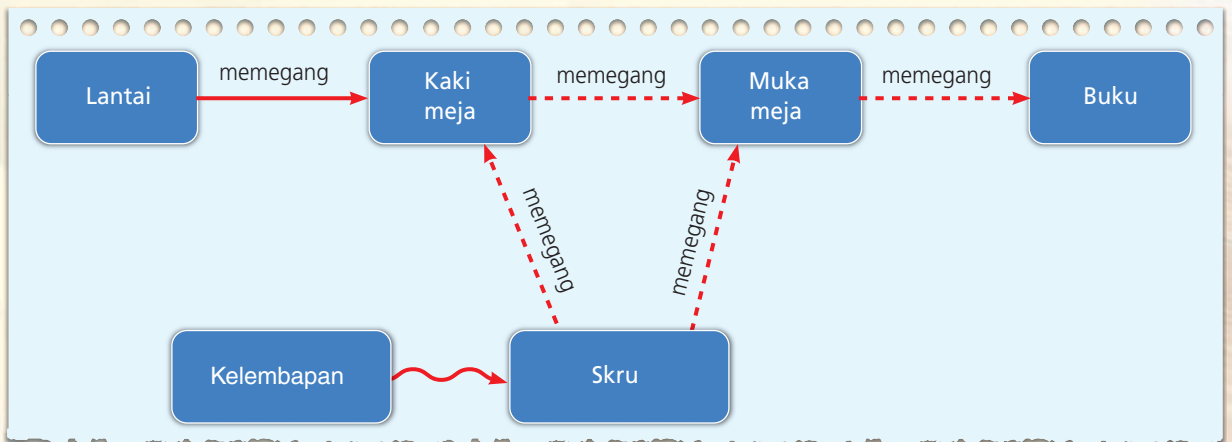 Lantai
memegang
Kaki
meja
memegang
Muka
meja
memegang
Buku
memegang
memegang
Kelembapan
Skru